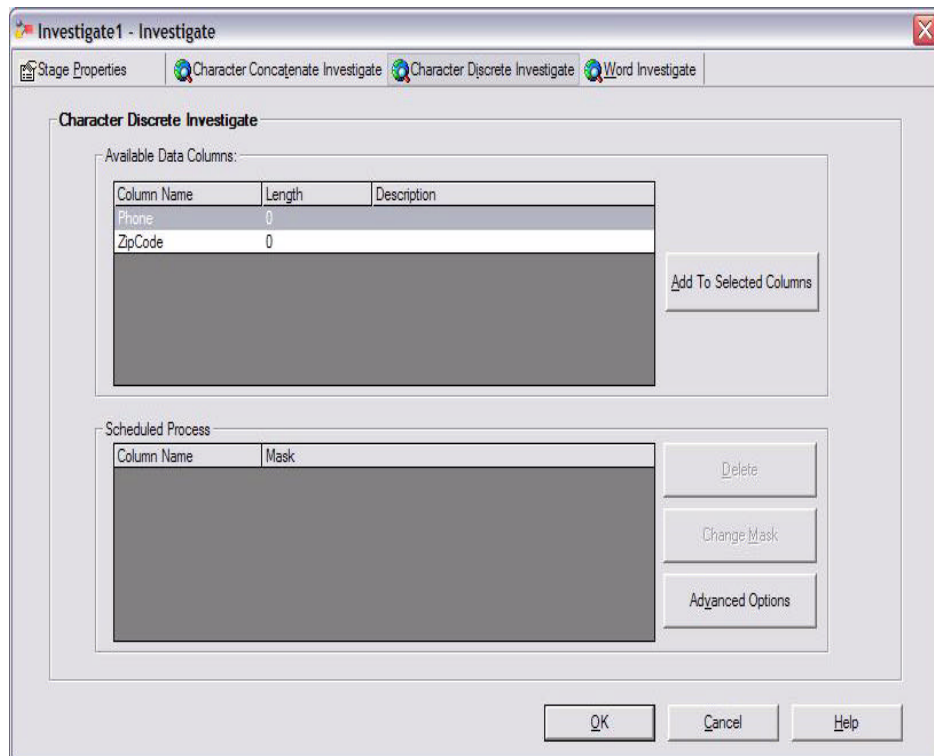 Investigate1 - Investigate
Stage Properties Character Concatenate Investigate Character Discrete Investigate Word Investigate
Character Discrete Investigate
Available Data Columns:
Column Name Length Description
Phone 0
ZipCode 0
Add To Selected Columns
Scheduled Process
Column Name Mask
Delete
Change Mask
Advanced Options
OK Cancel Help